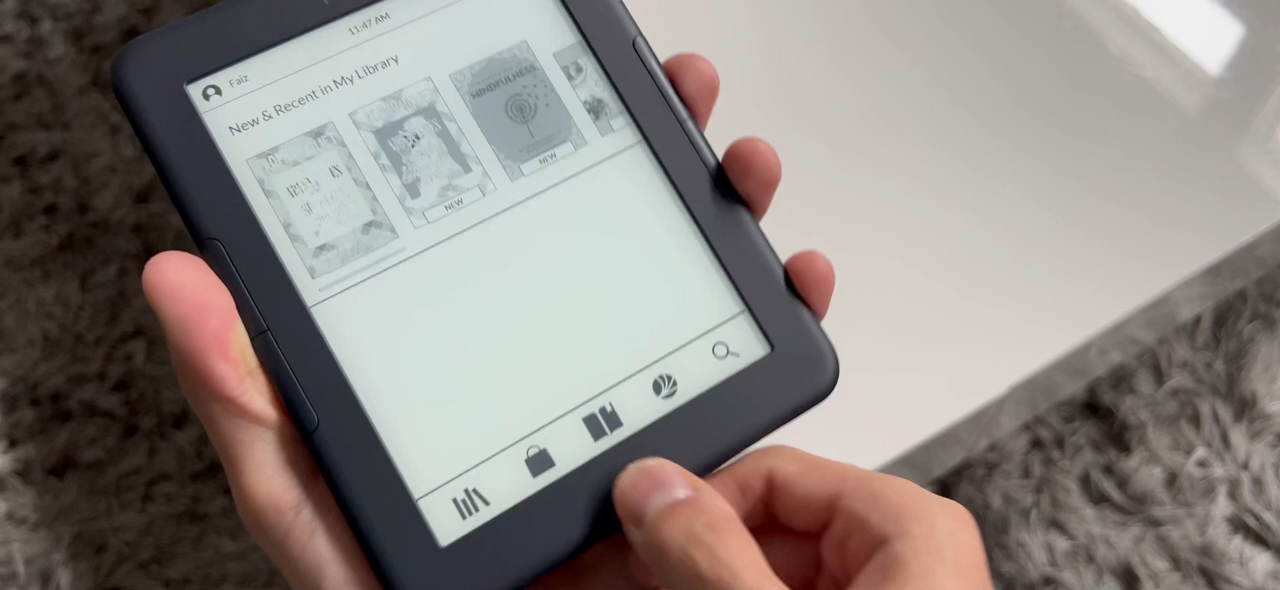 11:47 AM
Faiz
New & Recent in My Library
MINDFULNESS
NEW
NEW